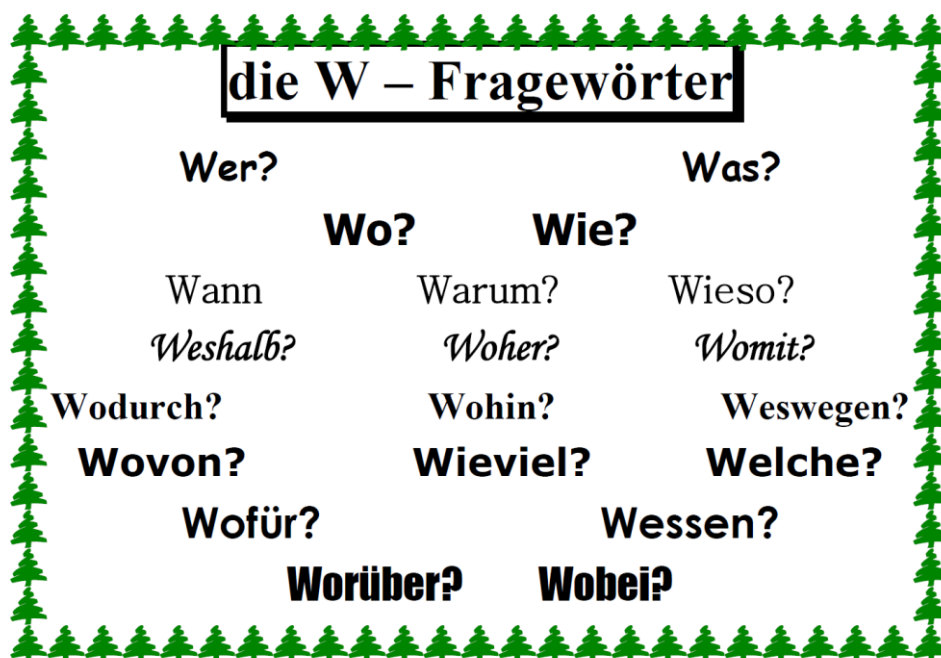 die W – Fragewörter
Wer? Was?
Wo? Wie?
Wann Warum? Wieso?
Weshalb? Woher? Womit?
Wodurch? Wohin? Weswegen?
Wovon? Wieviel? Welche?
Wofür? Wessen?
Worüber? Wobei?